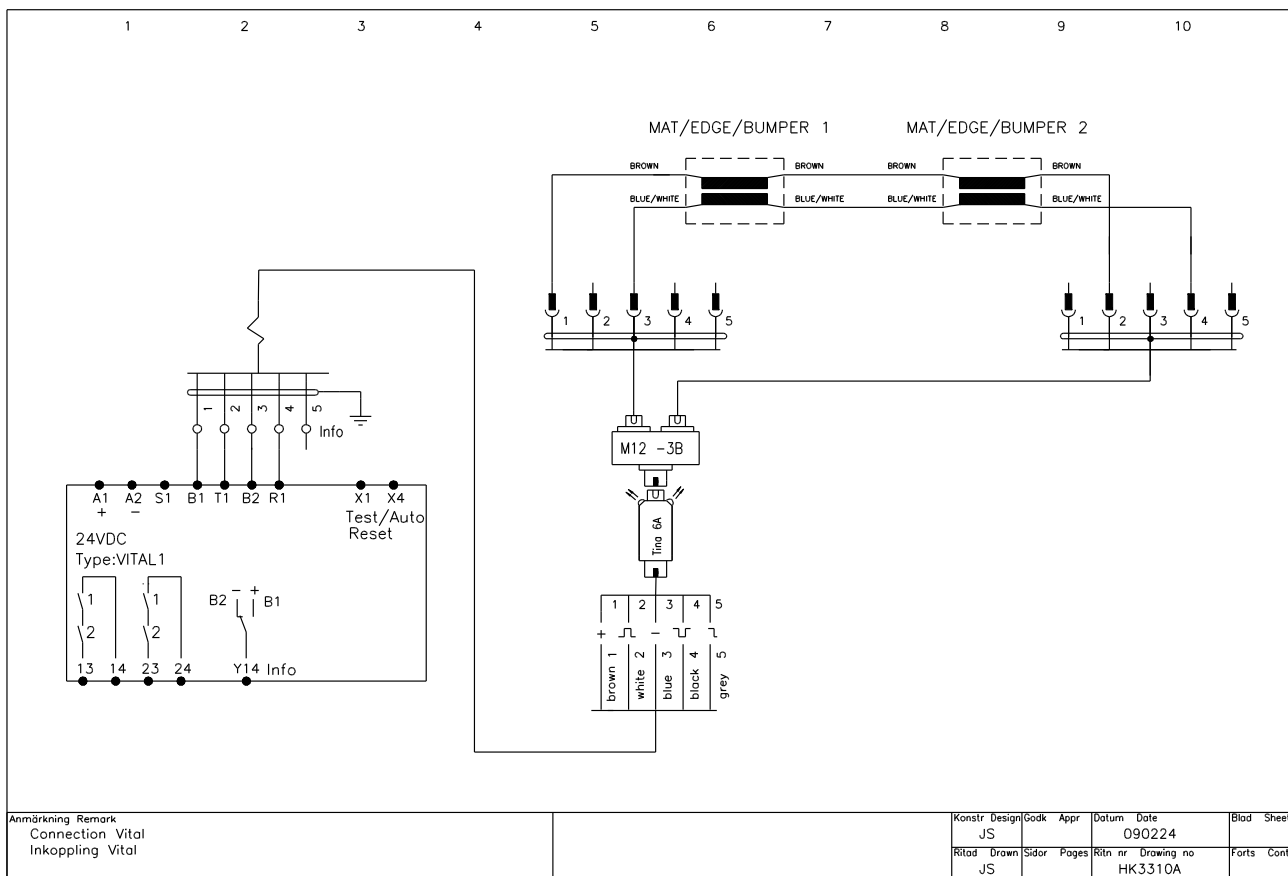 1 2 3 4 5 6 7 8 9 10
MAT/EDGE/BUMPER 1 MAT/EDGE/BUMPER 2
BROWN BROWN BROWN BROWN
BLUE/WHITE BLUE/WHITE BLUE/WHITE BLUE/WHITE
1 2 3 4 5 1 2 3 4 5
1 2 3 4 5
Info
M12 -3B
A1 A2 S1 B1 T1 B2 R1 X1 X4
+ −
Test/Auto
Reset
24VDC
Type:VITAL1
Tina 6A
1 1 B2 − + B1
2 2
13 14 23 24 Y14 Info
1 2 3 4 5
+ −
brown 1
white 2
blue 3
black 4
grey 5
Anmärkning Remark
Connection Vital
Inkoppling Vital
Konstr Design Godk Appr Datum Date Blad Sheet
JS 090224
Ritad Drawn Sidor Pages Ritn nr Drawing no Forts Cont
JS HK3310A